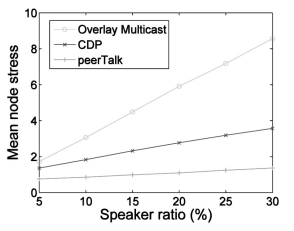 10
8
6
4
2
0
Mean node stress
Overlay Multicast
CDP
peerTalk
5 10 15 20 25 30
Speaker ratio (%)